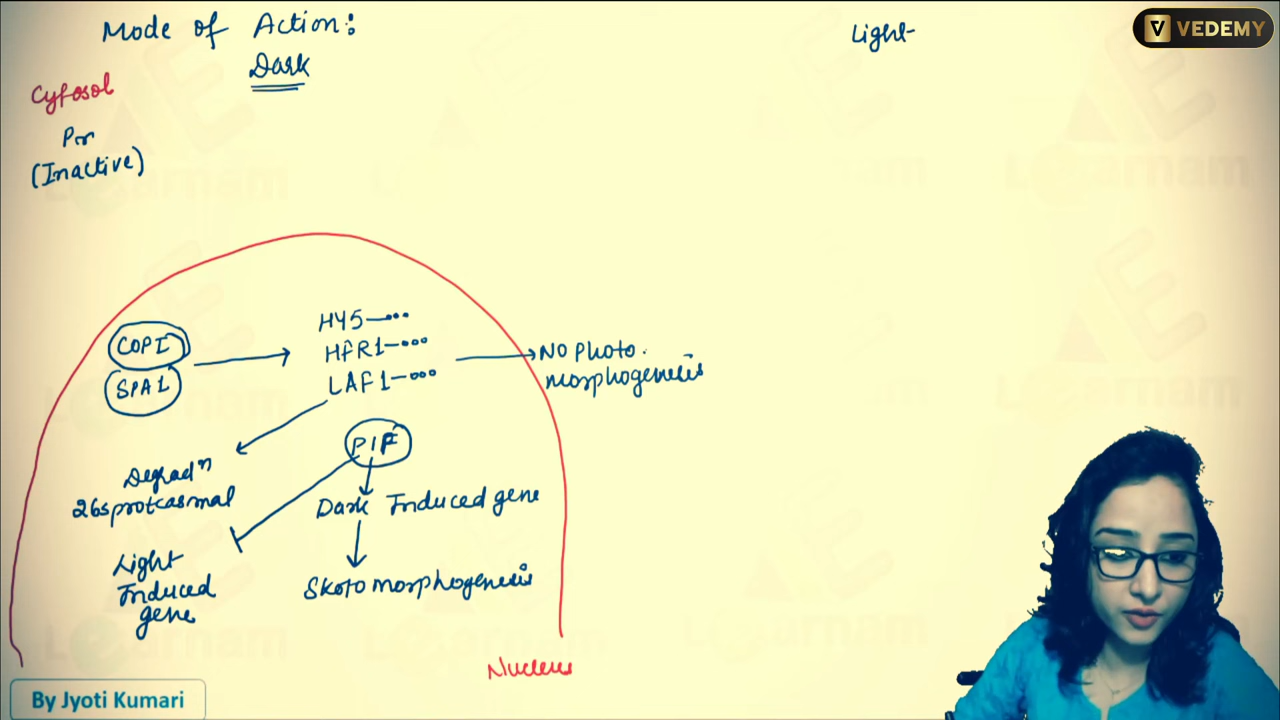 Mode of Action:
Dark
Light-
VEDEMY
Cytosol
Pr
(Inactive)
COP1
SPA1
HY5
HFR1
LAF1
NO Photo.
morphogenesis
PIF
Degradⁿ
26s proteasmal
Dark Induced gene
Light
Induced
gene
Skotomorphogenesis
Nucleus
By Jyoti Kumari